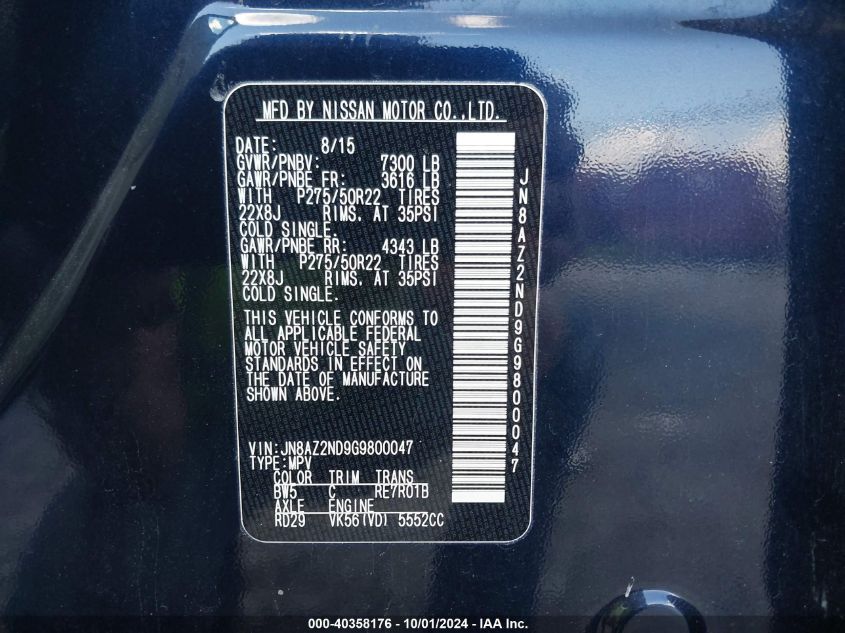 MFD BY NISSAN MOTOR CO.,LTD.
DATE: 8/15
GVWR/PNBV: 7300 LB
GAWR/PNBE FR: 3616 LB
WITH P275/50R22 TIRES
22X8J RIMS. AT 35PSI
COLD SINGLE.
GAWR/PNBE RR: 4343 LB
WITH P275/50R22 TIRES
22X8J RIMS. AT 35PSI
COLD SINGLE.
THIS VEHICLE CONFORMS TO
ALL APPLICABLE FEDERAL
MOTOR VEHICLE SAFETY
STANDARDS IN EFFECT ON
THE DATE OF MANUFACTURE
SHOWN ABOVE.
VIN:JN8AZ2ND9G9800047
TYPE:MPV
COLOR TRIM TRANS
BW5 C RE7R01B
AXLE ENGINE
RD29 VK56(VD) 5552CC
JN8AZ2ND9G9800047
000-40358176 - 10/01/2024 - IAA Inc.